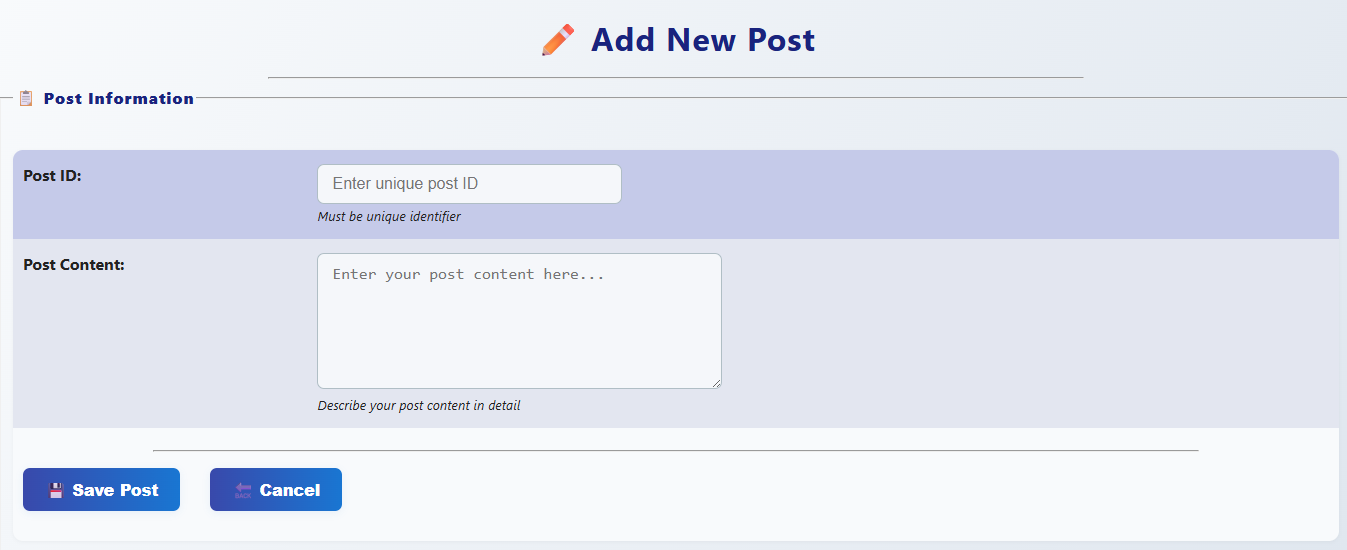 Add New Post
Post Information
Post ID:
Enter unique post ID
Must be unique identifier
Post Content:
Enter your post content here...
Describe your post content in detail
Save Post
BACK Cancel